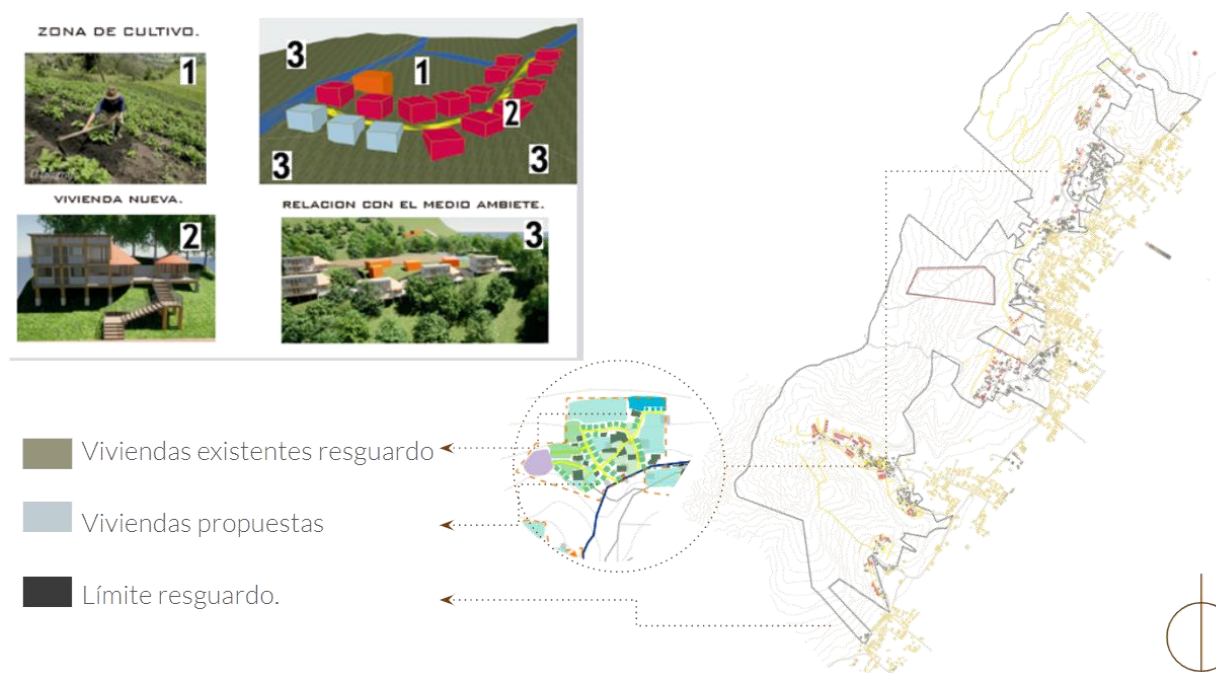 ZONA DE CULTIVO.
1
3
1
2
3
3
VIVIENDA NUEVA.
2
RELACION CON EL MEDIO AMBIETE.
3
Viviendas existentes resguardo
Viviendas propuestas
Límite resguardo.